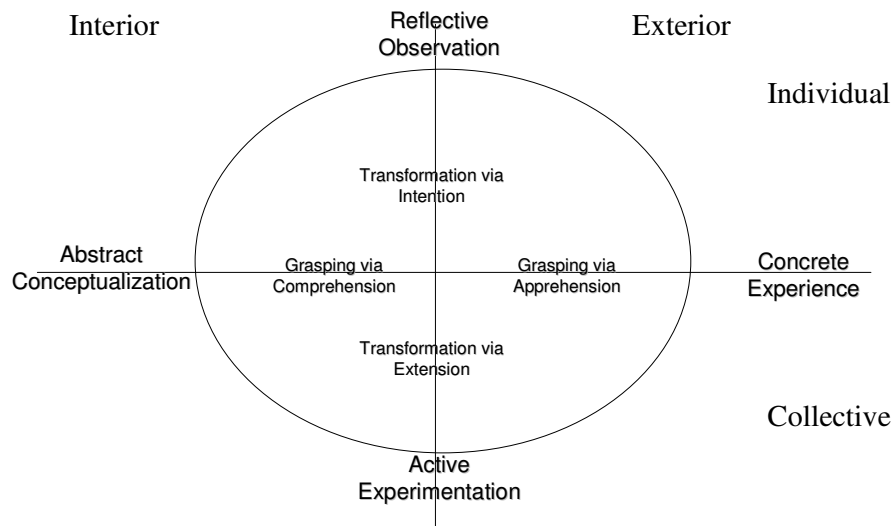 Interior
Reflective
Observation
Exterior
Individual
Transformation via
Intention
Abstract
Conceptualization
Grasping via
Comprehension
Grasping via
Apprehension
Concrete
Experience
Transformation via
Extension
Collective
Active
Experimentation